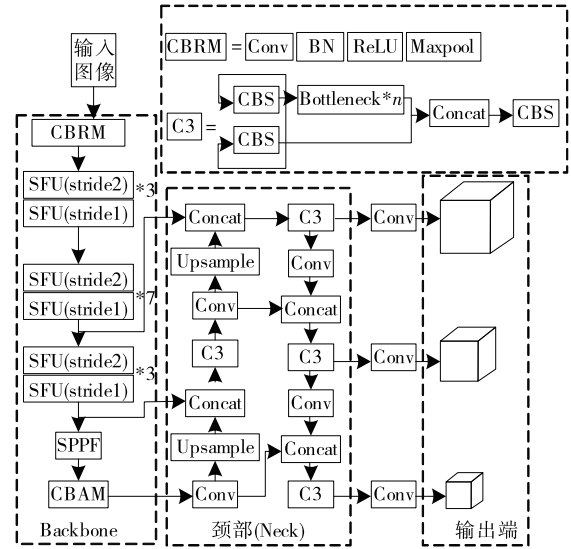 输入
图像
CBRM = Conv BN ReLU Maxpool
C3 =
CBS
Bottleneck*n
CBS
Concat
CBS
CBRM
SFU(stride2)
*3
SFU(stride1)
SFU(stride2)
*7
SFU(stride1)
SFU(stride2)
*3
SFU(stride1)
SPPF
CBAM
Backbone
Concat
C3
Conv
Upsample
Conv
Conv
Concat
C3
C3
Conv
Concat
Conv
Upsample
Concat
Conv
C3
Conv
颈部(Neck)
输出端